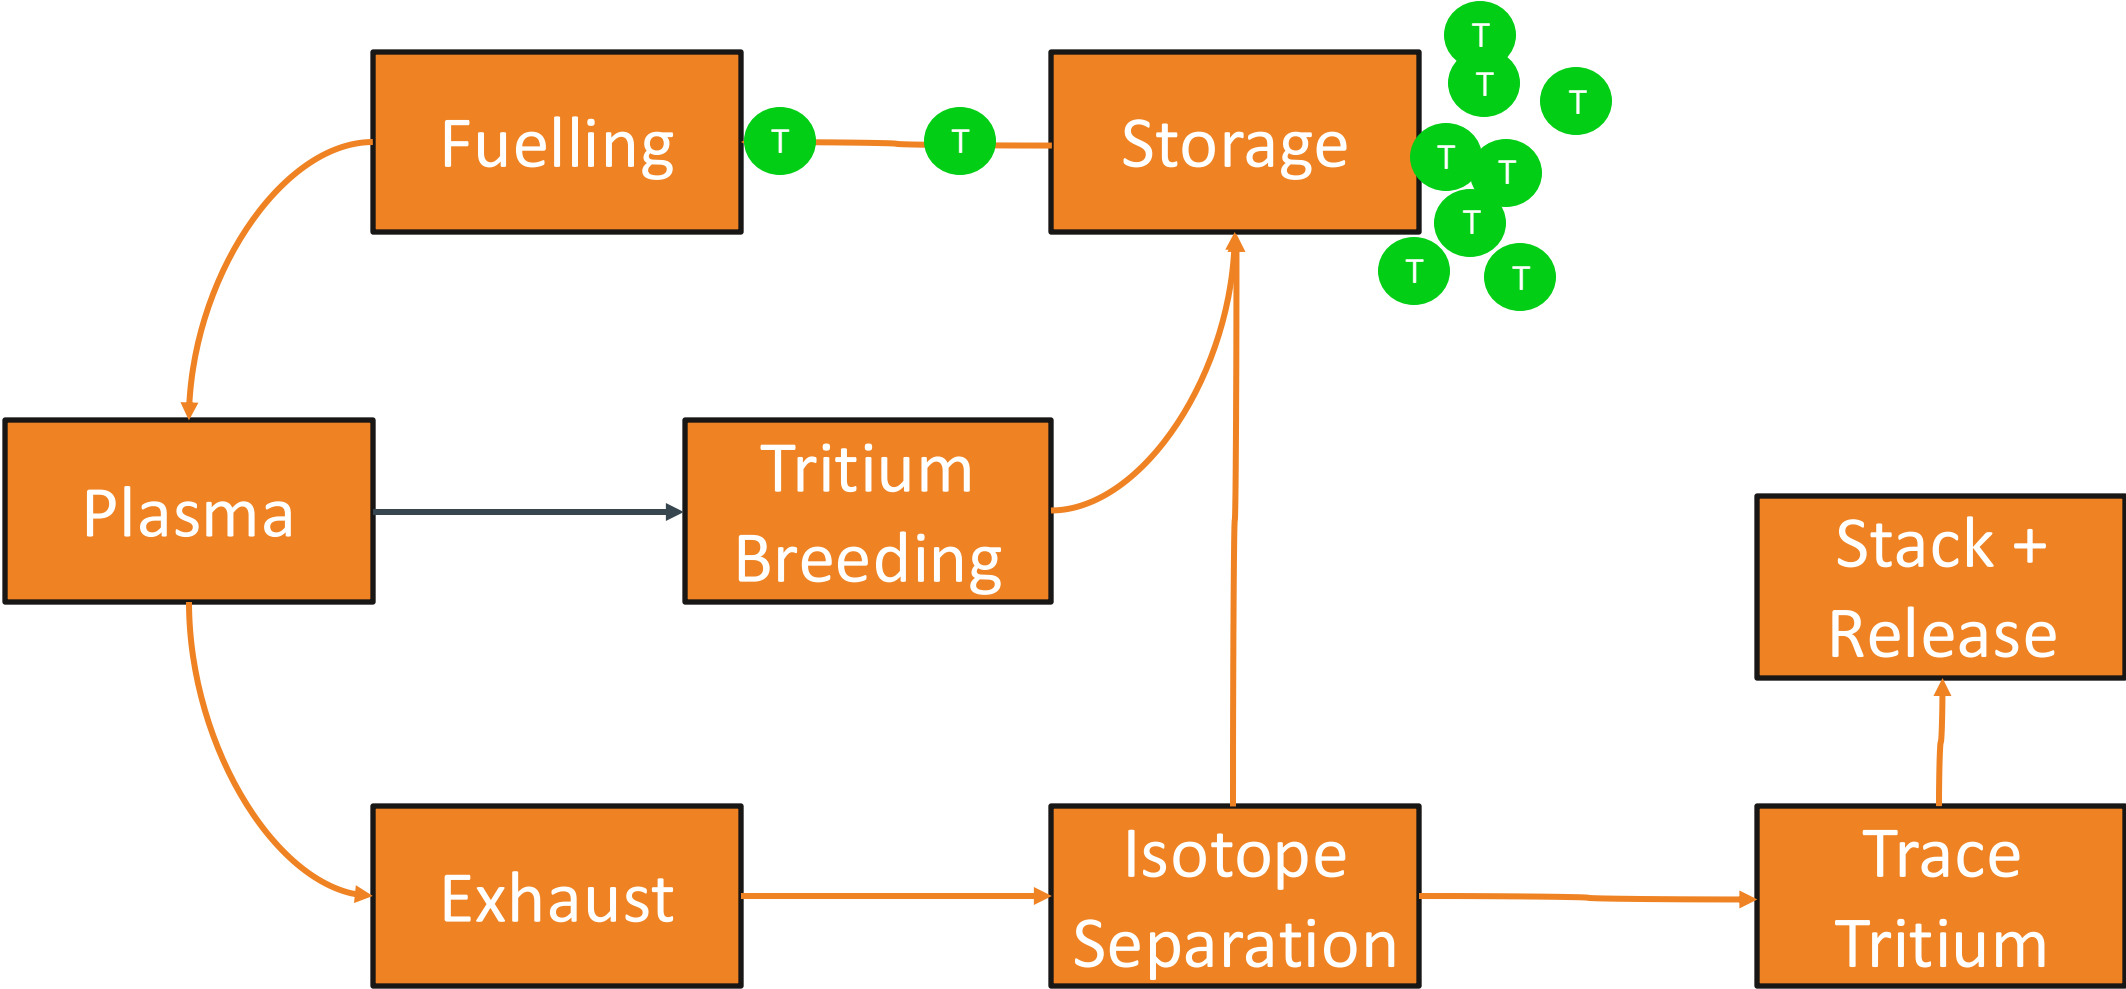 T
T
T
Fuelling
T
T
Storage
T
T
T
T
T
Plasma
Tritium
Breeding
Stack +
Release
Exhaust
Isotope
Separation
Trace
Tritium